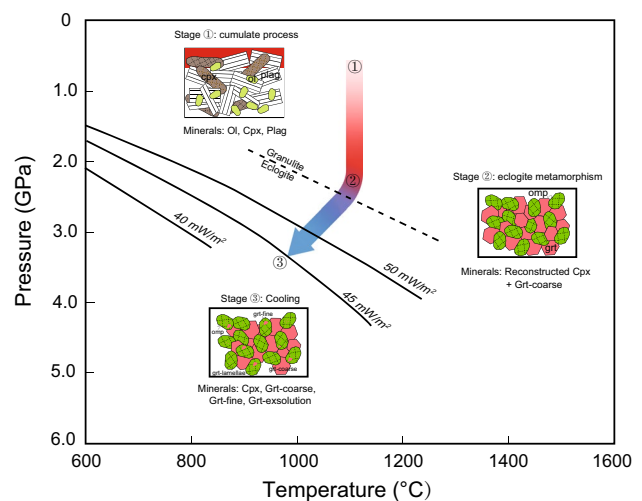 Stage ①: cumulate process
cpx
ol
plag
Minerals: Ol, Cpx, Plag
①
Granulite
Eclogite
②
Stage ②: eclogite metamorphism
omp
grt
Minerals: Reconstructed Cpx
+ Grt-coarse
40 mW/m²
50 mW/m²
45 mW/m²
③
Stage ③: Cooling
grt-fine
omp
grt-lamellae
grt-coarse
Minerals: Cpx, Grt-coarse,
Grt-fine, Grt-exsolution
Pressure (GPa)
0
1.0
2.0
3.0
4.0
5.0
6.0
600
800
1000
1200
1400
1600
Temperature (°C)